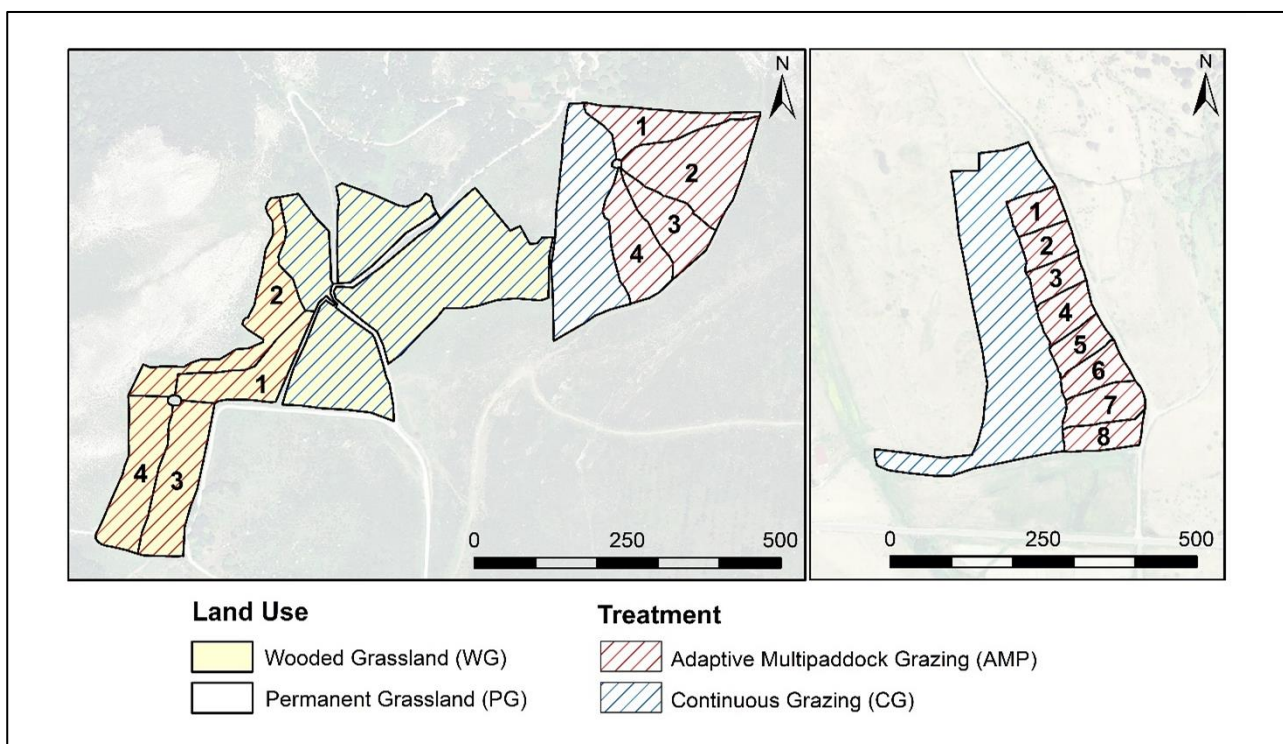 N
1
2
3
4
2
1
4
3
0 250 500
N
1
2
3
4
5
6
7
8
0 250 500
Land Use
Wooded Grassland (WG)
Permanent Grassland (PG)
Treatment
Adaptive Multipaddock Grazing (AMP)
Continuous Grazing (CG)